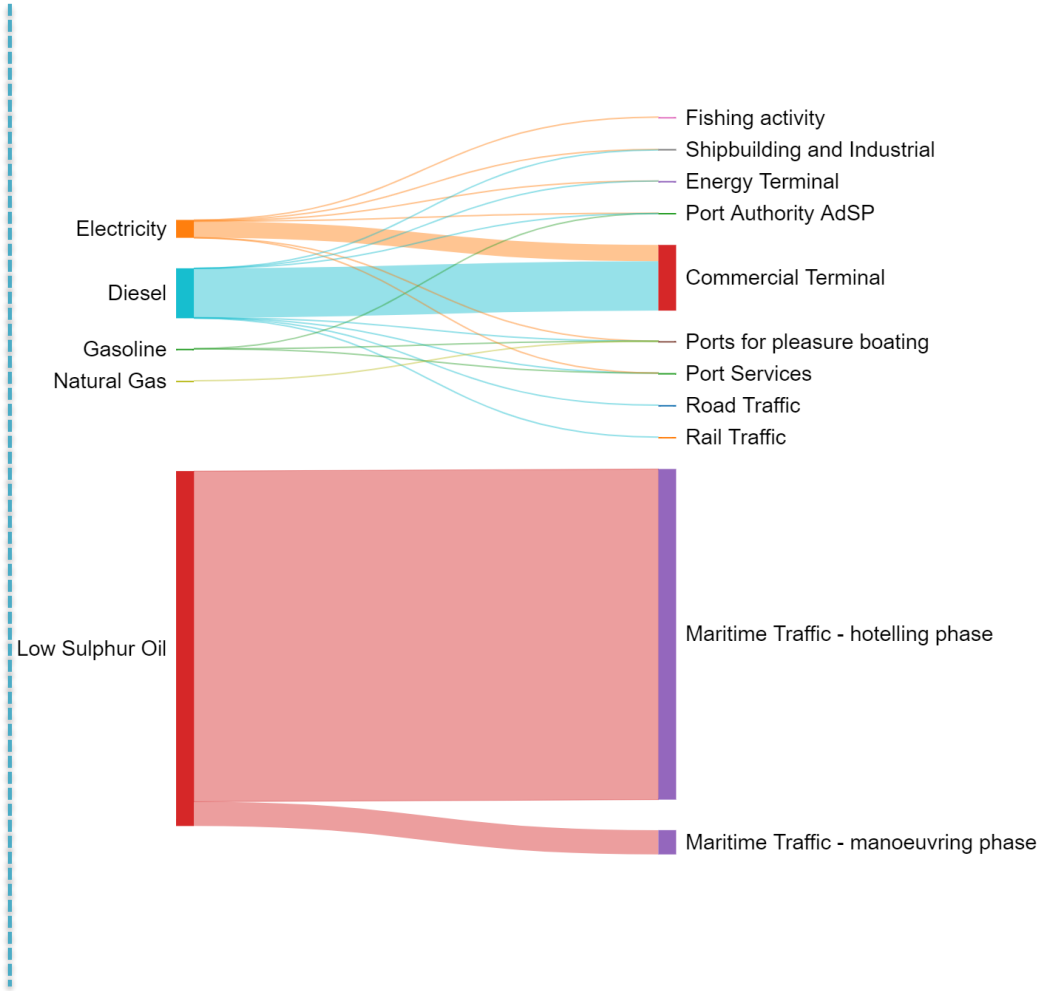 Electricity
Diesel
Gasoline
Natural Gas
Low Sulphur Oil
Fishing activity
Shipbuilding and Industrial
Energy Terminal
Port Authority AdSP
Commercial Terminal
Ports for pleasure boating
Port Services
Road Traffic
Rail Traffic
Maritime Traffic - hotelling phase
Maritime Traffic - manoeuvring phase